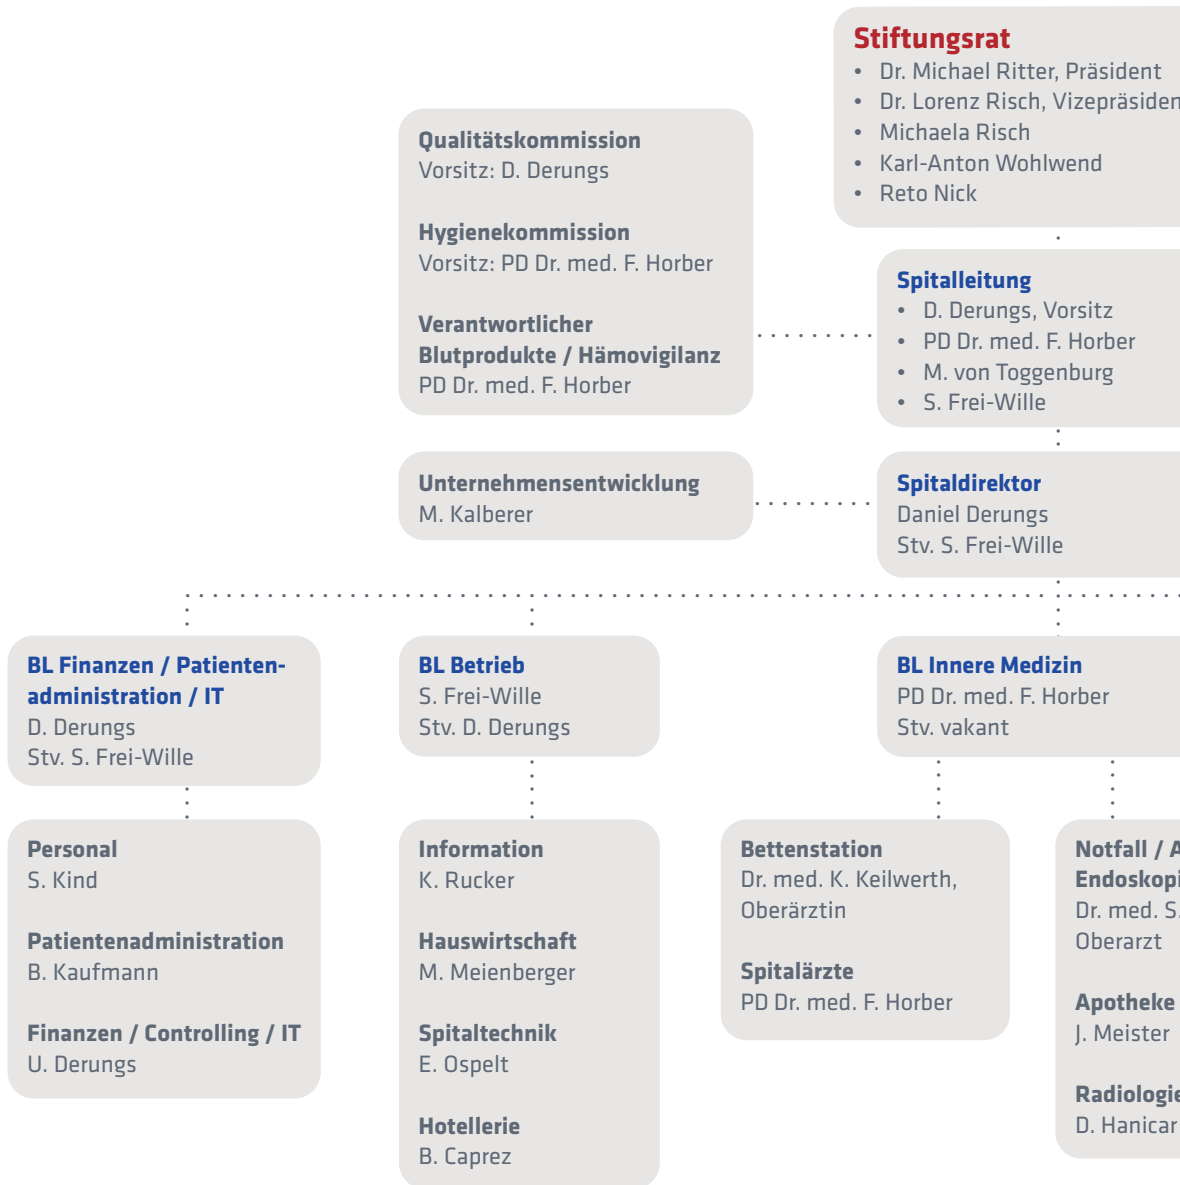 Stiftungsrat
• Dr. Michael Ritter, Präsident
• Dr. Lorenz Risch,
• Michaela Risch
• Karl-Anton Wohlwend
• Reto Nick
Qualitätskommission
Vorsitz: D. Derungs
Hygienekommission
Vorsitz: PD Dr. med. F. Horber
Verantwortlicher
Blutprodukte / Hämovigilanz
PD Dr. med. F. Horber
Spitalleitung
• D. Derungs, Vorsitz
• PD Dr. med. F. Horber
• M. von Toggenburg
• S. Frei-Wille
Unternehmensentwicklung
M. Kalberer
Spitaldirektor
Daniel Derungs
Stv. S. Frei-Wille
BL Finanzen / Patienten-
administration / IT
D. Derungs
Stv. S. Frei-Wille
BL Betrieb
S. Frei-Wille
Stv. D. Derungs
BL Innere Medizin
PD Dr. med. F. Horber
Stv. vakant
Personal
S. Kind
Patientenadministration
B. Kaufmann
Finanzen / Controlling / IT
U. Derungs
Information
K. Rucker
Hauswirtschaft
M. Meienberger
Spitaltechnik
E. Ospelt
Hotellerie
B. Caprez
Bettenstation
Dr. med. K. Keilwerth,
Oberärztin
Spitalärzte
PD Dr. med. F. Horber
Notfall /
Dr. med. S.
Oberarzt
Apotheke
J. Meister
Radiologie
D. Hanicar